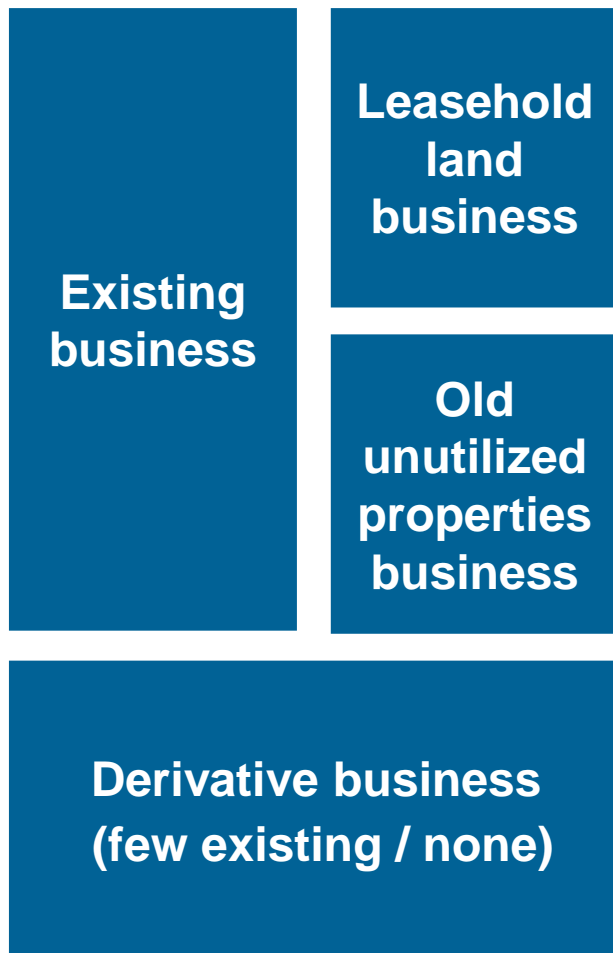 Existing
business
Leasehold
land
business
Old
unutilized
properties
business
Derivative business
(few existing / none)